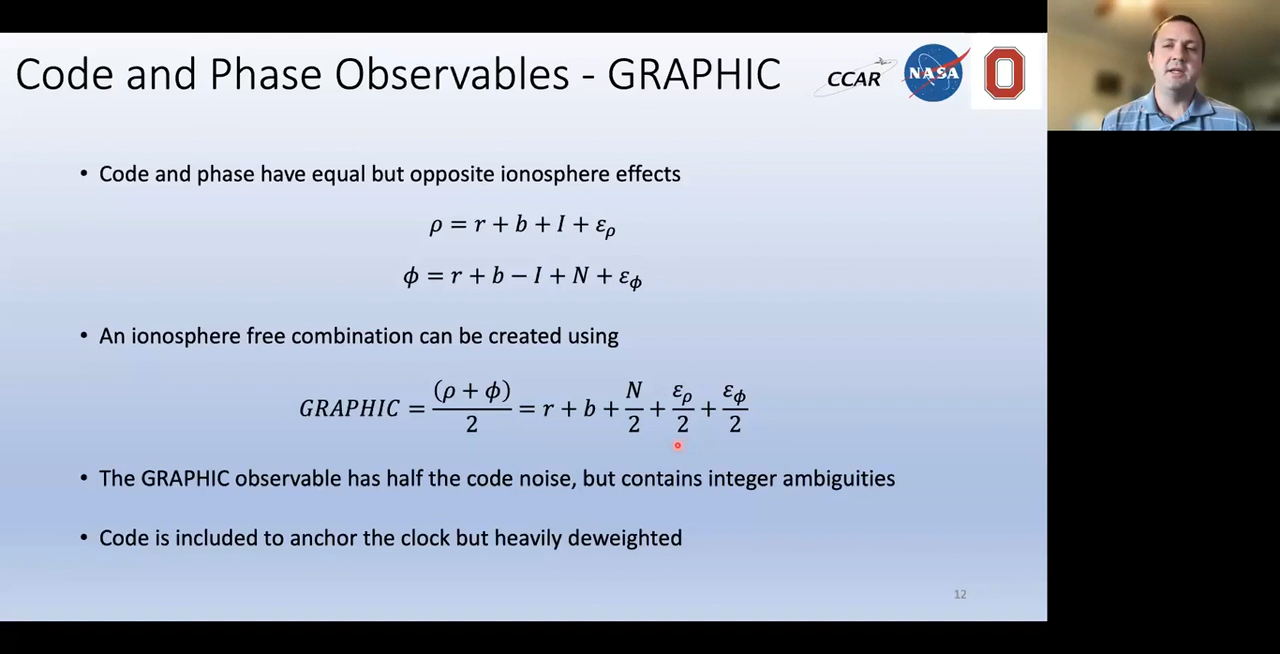 Code and Phase Observables - GRAPHIC
CCAR
NASA
O
• Code and phase have equal but opposite ionosphere effects
ρ = r + b + I + ε_ρ
ϕ = r + b − I + N + ε_ϕ
• An ionosphere free combination can be created using
GRAPHIC = (ρ + ϕ)/2 = r + b + N/2 + ε_ρ/2 + ε_ϕ/2
• The GRAPHIC observable has half the code noise, but contains integer ambiguities
• Code is included to anchor the clock but heavily deweighted
12